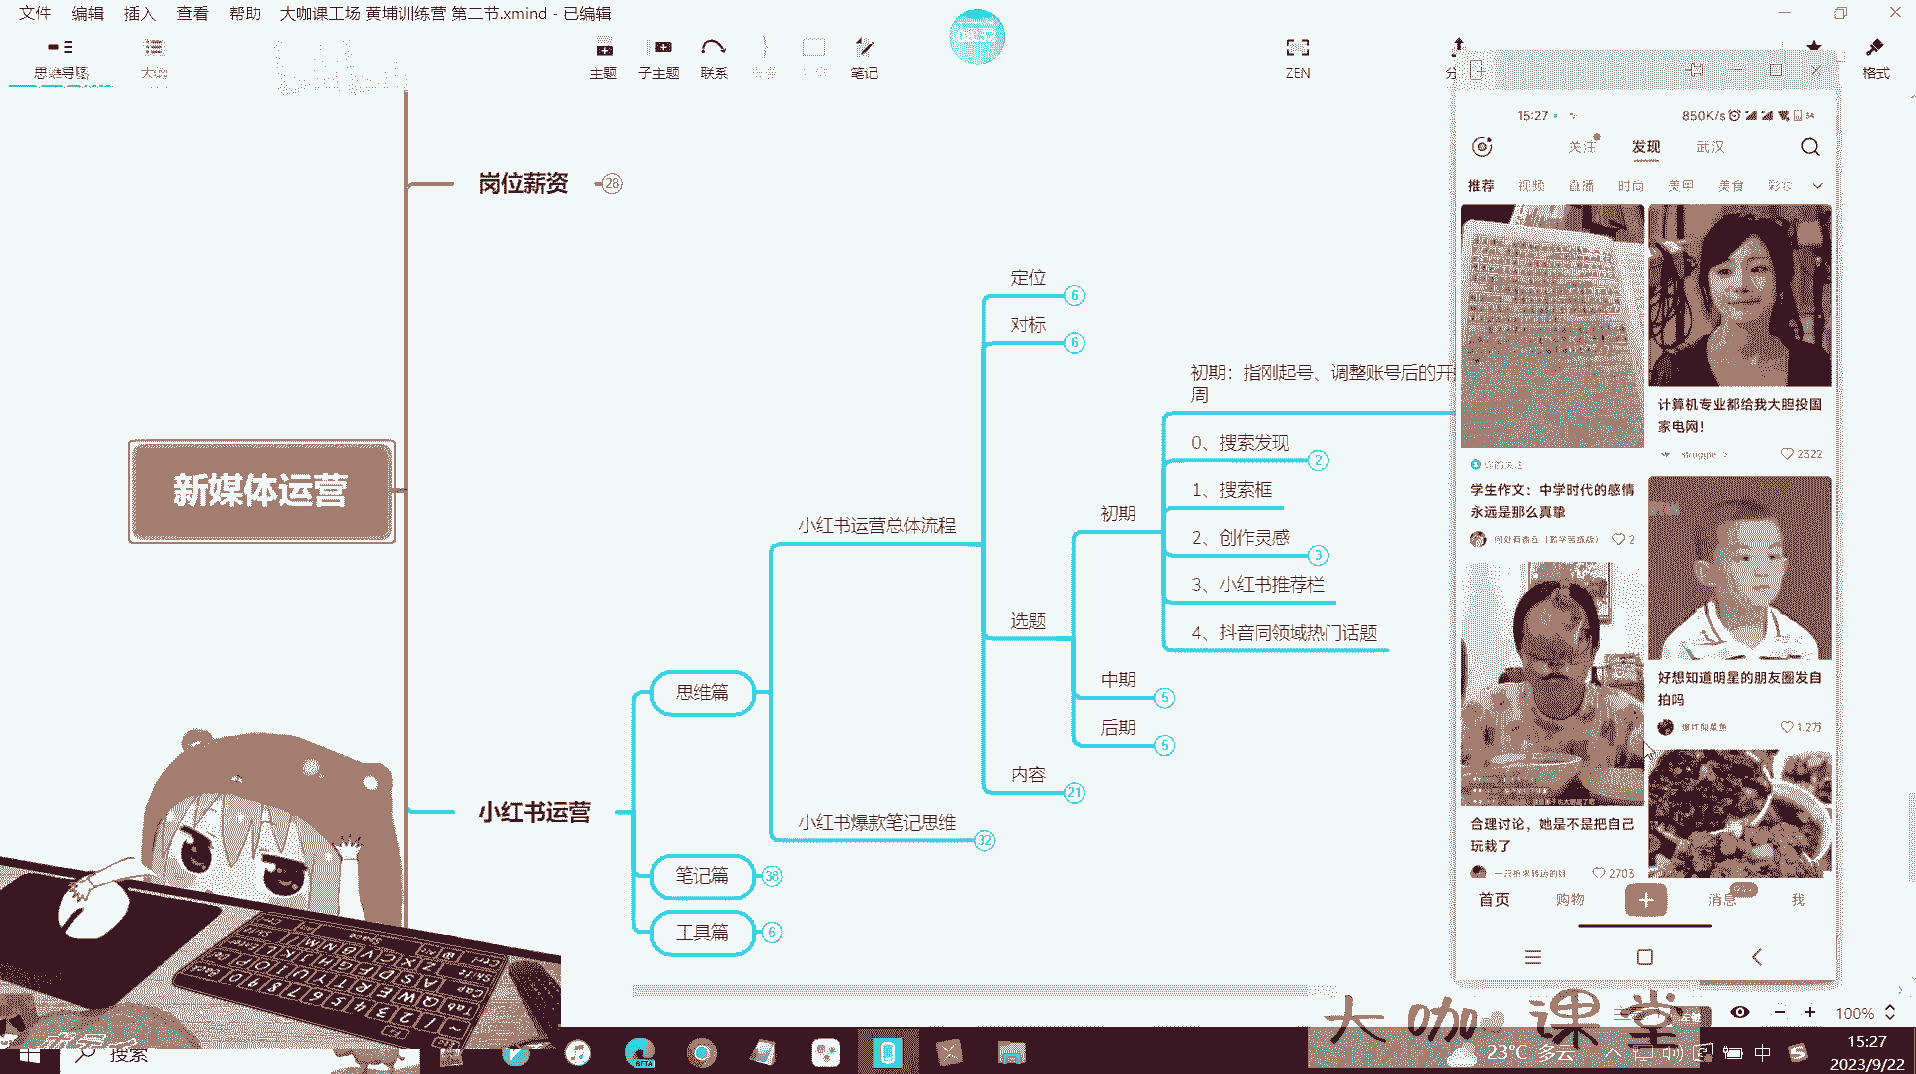 文件 编辑 插入 查看 帮助 大咖课工场 黄埔训练营 第二节.xmind - 已编辑
思维导图 大纲 主题 子主题 联系 笔记 ZEN 格式
岗位薪资 28
新媒体运营
小红书运营
思维篇
笔记篇 38
工具篇 6
小红书运营总体流程
小红书爆款笔记思维 32
定位 6
对标 6
选题
内容 21
初期
中期 5
后期 5
初期：指刚起号、调整账号后的开
周
0、搜索发现 2
1、搜索框
2、创作灵感 3
3、小红书推荐栏
4、抖音同领域热门话题
15:27 850K/s
关注 发现 武汉
推荐 视频 直播 时尚 美甲 美食 彩妆
计算机专业都给我大胆投国
家电网！
struggle 2322
你的关注
学生作文：中学时代的感情
永远是那么真挚
2
好想知道明星的朋友圈发自
拍吗
1.2万
合理讨论，她是不是把自己
玩栽了
2703
首页 购物 消息 我
大咖课堂
100%
搜索
BETA
23°C 多云
中
15:27
2023/9/22